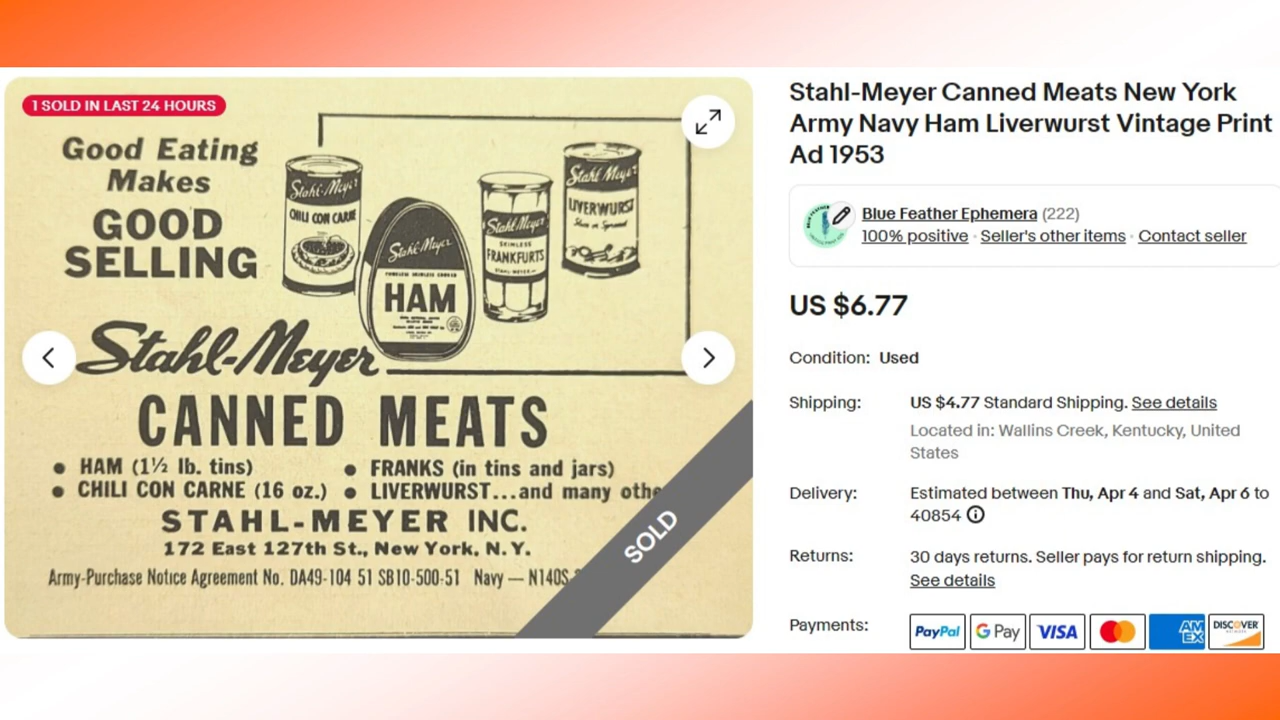 1 SOLD IN LAST 24 HOURS
Good Eating
Makes
GOOD
SELLING
Stahl-Meyer
CHILI CON CARNE
Stahl-Meyer
HAM
Stahl-Meyer
SKINLESS
FRANKFURTS
STAHL-MEYER
Stahl-Meyer
LIVERWURST
Slice or Spread
Stahl-Meyer
CANNED MEATS
● HAM (1½ lb. tins)
● FRANKS (in tins and jars)
● CHILI CON CARNE (16 oz.)
● LIVERWURST...and many othe
STAHL-MEYER INC.
172 East 127th St., New York, N. Y.
Army-Purchase Notice Agreement No. DA49-104 51 SB10-500-51 Navy — N140S
SOLD
Stahl-Meyer Canned Meats New York
Army Navy Ham Liverwurst Vintage Print
Ad 1953
Blue Feather Ephemera (222)
100% positive · Seller's other items · Contact seller
US $6.77
Condition: Used
Shipping: US $4.77 Standard Shipping. See details
Located in: Wallins Creek, Kentucky, United
States
Delivery: Estimated between Thu, Apr 4 and Sat, Apr 6 to
40854
Returns: 30 days returns. Seller pays for return shipping.
See details
Payments: PayPal G Pay VISA AM EX DISCOVER